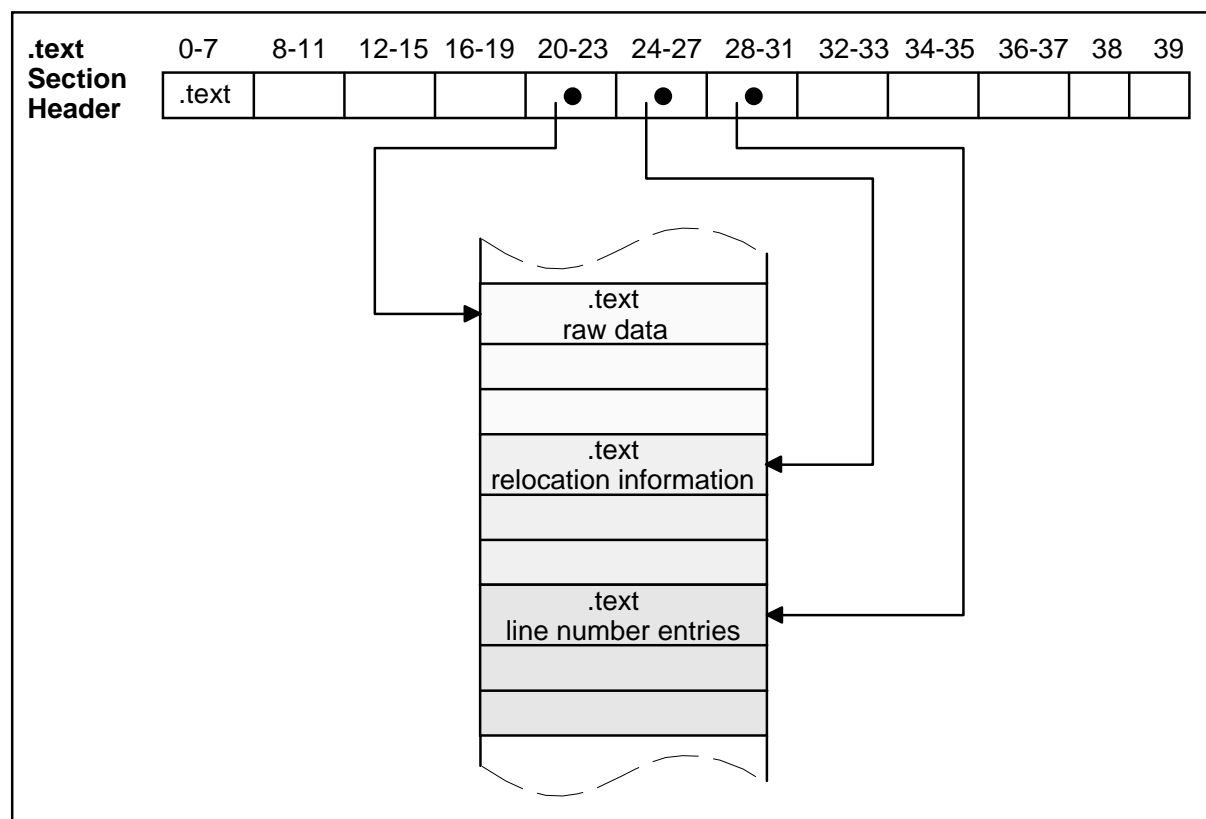 .text 0-7 8-11 12-15 16-19 20-23 24-27 28-31 32-33 34-35 36-37 38 39
Section
Header .text
.text
raw data
.text
relocation information
.text
line number entries